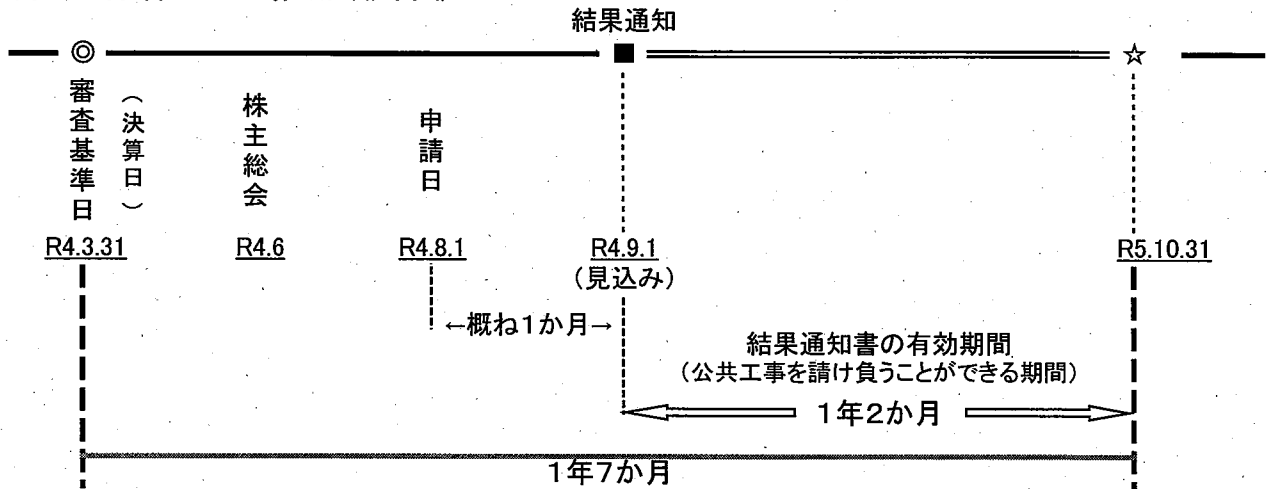 結果通知
◎
■
☆
審査基準日
（決算日）
株主総会
申請日
R4.3.31
R4.6
R4.8.1
R4.9.1
（見込み）
R5.10.31
←概ね１か月→
結果通知書の有効期間
（公共工事を請け負うことができる期間）
１年２か月
１年７か月